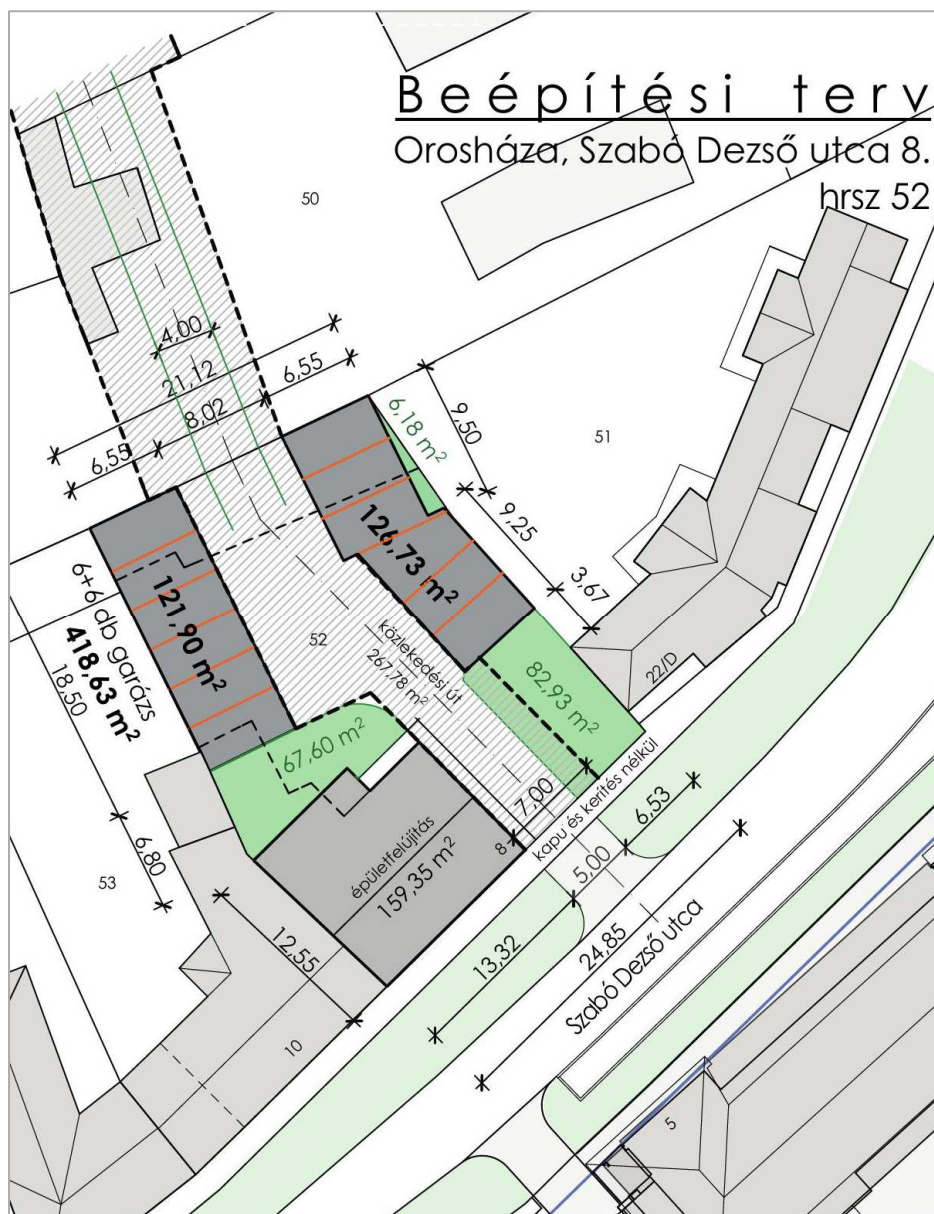 Beépítési terv
Orosháza, Szabó Dezső utca 8.
hrsz 52
50
4,00
21,12
6,55
8,02
6,55
6,18 m²
9,50
51
9,25
3,67
126,73 m²
121,90 m²
6+6 db garázs
418,63 m²
18,50
52
közlekedési út
267,78 m²
82,93 m²
22/D
67,60 m²
7,00
kapu és kerítés nélkül
6,53
8
5,00
épületfelújítás
159,35 m²
6,80
53
12,55
13,32
24,85
Szabó Dezső utca
10
5